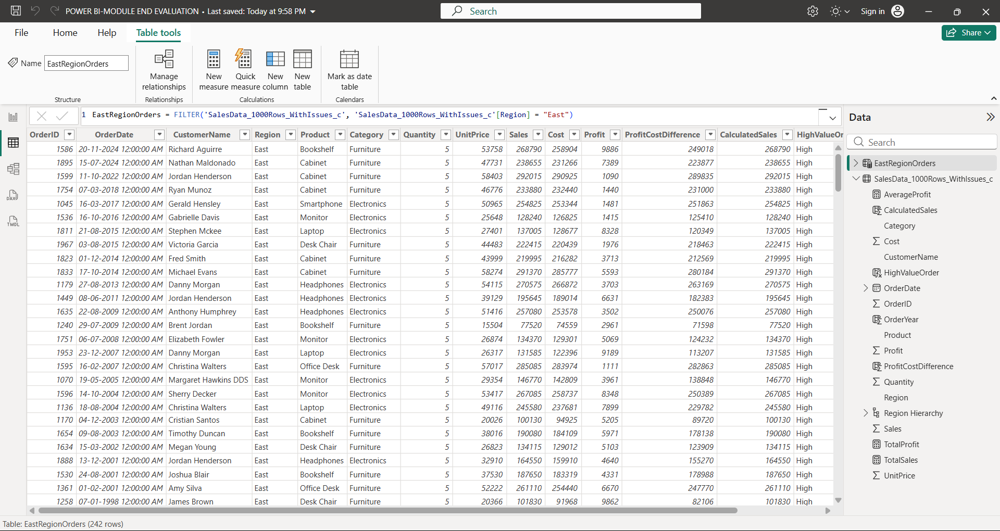 POWER BI-MODULE END EVALUATION • Last saved: Today at 9:58 PM
Search
Sign in
File Home Help Table tools
Share
Name EastRegionOrders
Manage relationships
New measure
Quick measure
New column
New table
Mark as date table
Structure Relationships Calculations Calendars
1 EastRegionOrders = FILTER('SalesData_1000Rows_WithIssues_c', 'SalesData_1000Rows_WithIssues_c'[Region] = "East")
OrderID OrderDate CustomerName Region Product Category Quantity UnitPrice Sales Cost Profit ProfitCostDifference CalculatedSales HighValueOr
1586 20-11-2024 12:00:00 AM Richard Aguirre East Bookshelf Furniture 5 53758 268790 258904 9886 249018 268790 High
1895 15-07-2024 12:00:00 AM Nathan Maldonado East Cabinet Furniture 5 47731 238655 231266 7389 223877 238655 High
1599 11-10-2022 12:00:00 AM Jordan Henderson East Cabinet Furniture 5 58403 292015 290925 1090 289835 292015 High
1754 07-03-2018 12:00:00 AM Ryan Munoz East Cabinet Furniture 5 46776 233880 232440 1440 231000 233880 High
1045 16-03-2017 12:00:00 AM Gerald Hensley East Smartphone Electronics 5 50965 254825 253344 1481 251863 254825 High
1536 16-10-2016 12:00:00 AM Gabrielle Davis East Monitor Electronics 5 25648 128240 126825 1415 125410 128240 High
1811 21-08-2015 12:00:00 AM Stephen Mckee East Laptop Electronics 5 27401 137005 128677 8328 120349 137005 High
1967 03-08-2015 12:00:00 AM Victoria Garcia East Desk Chair Furniture 5 44483 222415 220439 1976 218463 222415 High
1823 01-12-2014 12:00:00 AM Fred Smith East Cabinet Furniture 5 43999 219995 216282 3713 212569 219995 High
1833 17-10-2014 12:00:00 AM Michael Evans East Cabinet Furniture 5 58274 291370 285777 5593 280184 291370 High
1179 27-08-2013 12:00:00 AM Danny Morgan East Headphones Electronics 5 54115 270575 266872 3703 263169 270575 High
1449 08-06-2011 12:00:00 AM Jordan Henderson East Headphones Electronics 5 39129 195645 189014 6631 182383 195645 High
1635 22-08-2009 12:00:00 AM Anthony Humphrey East Headphones Electronics 5 51416 257080 253578 3502 250076 257080 High
1240 29-07-2009 12:00:00 AM Brent Jordan East Bookshelf Furniture 5 15504 77520 74559 2961 71598 77520 High
1751 06-07-2008 12:00:00 AM Elizabeth Fowler East Monitor Electronics 5 26874 134370 129301 5069 124232 134370 High
1953 23-12-2007 12:00:00 AM Danny Morgan East Laptop Electronics 5 26317 131585 122396 9189 113207 131585 High
1595 16-02-2007 12:00:00 AM Christina Walters East Office Desk Furniture 5 57017 285085 283974 1111 282863 285085 High
1070 19-05-2005 12:00:00 AM Margaret Hawkins DDS East Monitor Electronics 5 29354 146770 142809 3961 138848 146770 High
1596 14-10-2004 12:00:00 AM Sherry Decker East Monitor Electronics 5 53417 267085 258737 8348 250389 267085 High
1136 18-08-2004 12:00:00 AM Christina Walters East Laptop Electronics 5 49116 245580 237681 7899 229782 245580 High
1170 04-12-2003 12:00:00 AM Cristian Santos East Cabinet Furniture 5 20026 100130 94925 5205 89720 100130 High
1654 09-08-2003 12:00:00 AM Timothy Duncan East Bookshelf Furniture 5 38016 190080 184109 5971 178138 190080 High
1634 15-03-2002 12:00:00 AM Megan Young East Desk Chair Furniture 5 26823 134115 129012 5103 123909 134115 High
1888 13-12-2001 12:00:00 AM Jordan Henderson East Headphones Electronics 5 32910 164550 159910 4640 155270 164550 High
1530 24-08-2001 12:00:00 AM Joshua Blair East Bookshelf Furniture 5 37530 187650 183319 4331 178988 187650 High
1361 01-02-2001 12:00:00 AM Amy Silva East Office Desk Furniture 5 52222 261110 254440 6670 247770 261110 High
1258 07-01-1998 12:00:00 AM James Brown East Desk Chair Furniture 5 20366 101830 91968 9862 82106 101830 High
DAX
TMDL
Data
Search
EastRegionOrders
SalesData_1000Rows_WithIssues_c
AverageProfit
CalculatedSales
Category
Cost
CustomerName
HighValueOrder
OrderDate
OrderID
OrderYear
Product
Profit
ProfitCostDifference
Quantity
Region
Region Hierarchy
Sales
TotalProfit
TotalSales
UnitPrice
Table: EastRegionOrders (242 rows)